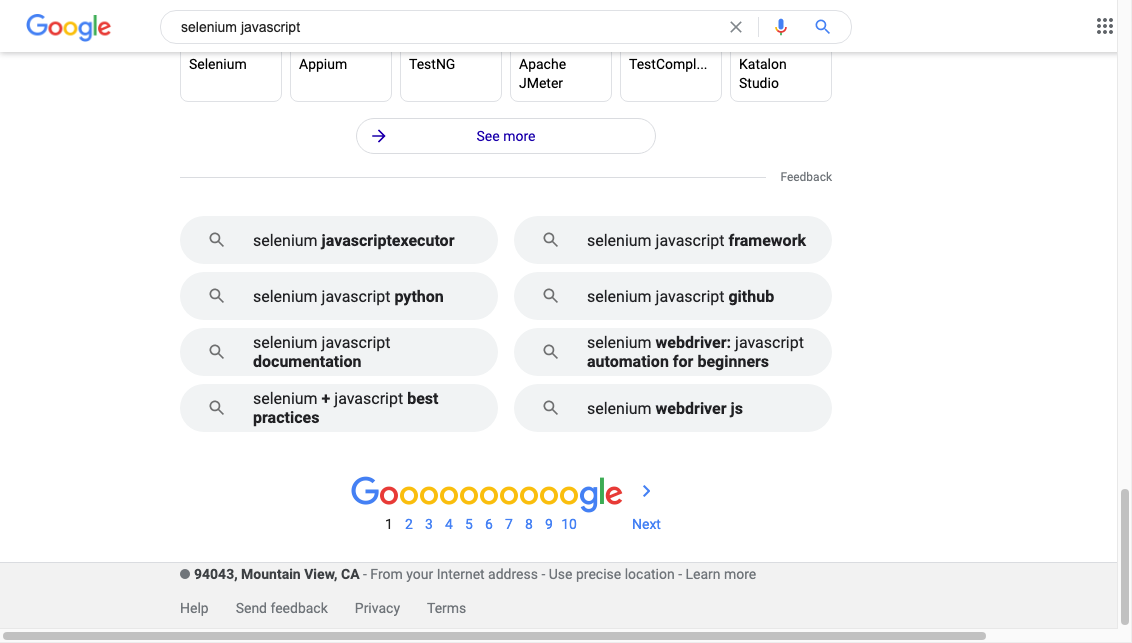 Google
selenium javascript
Selenium
Appium
TestNG
Apache
JMeter
TestCompl...
Katalon
Studio
See more
Feedback
selenium javascriptexecutor
selenium javascript framework
selenium javascript python
selenium javascript github
selenium javascript
documentation
selenium webdriver: javascript
automation for beginners
selenium + javascript best
practices
selenium webdriver js
Goooooooooogle
1 2 3 4 5 6 7 8 9 10 Next
94043, Mountain View, CA - From your Internet address - Use precise location - Learn more
Help Send feedback Privacy Terms